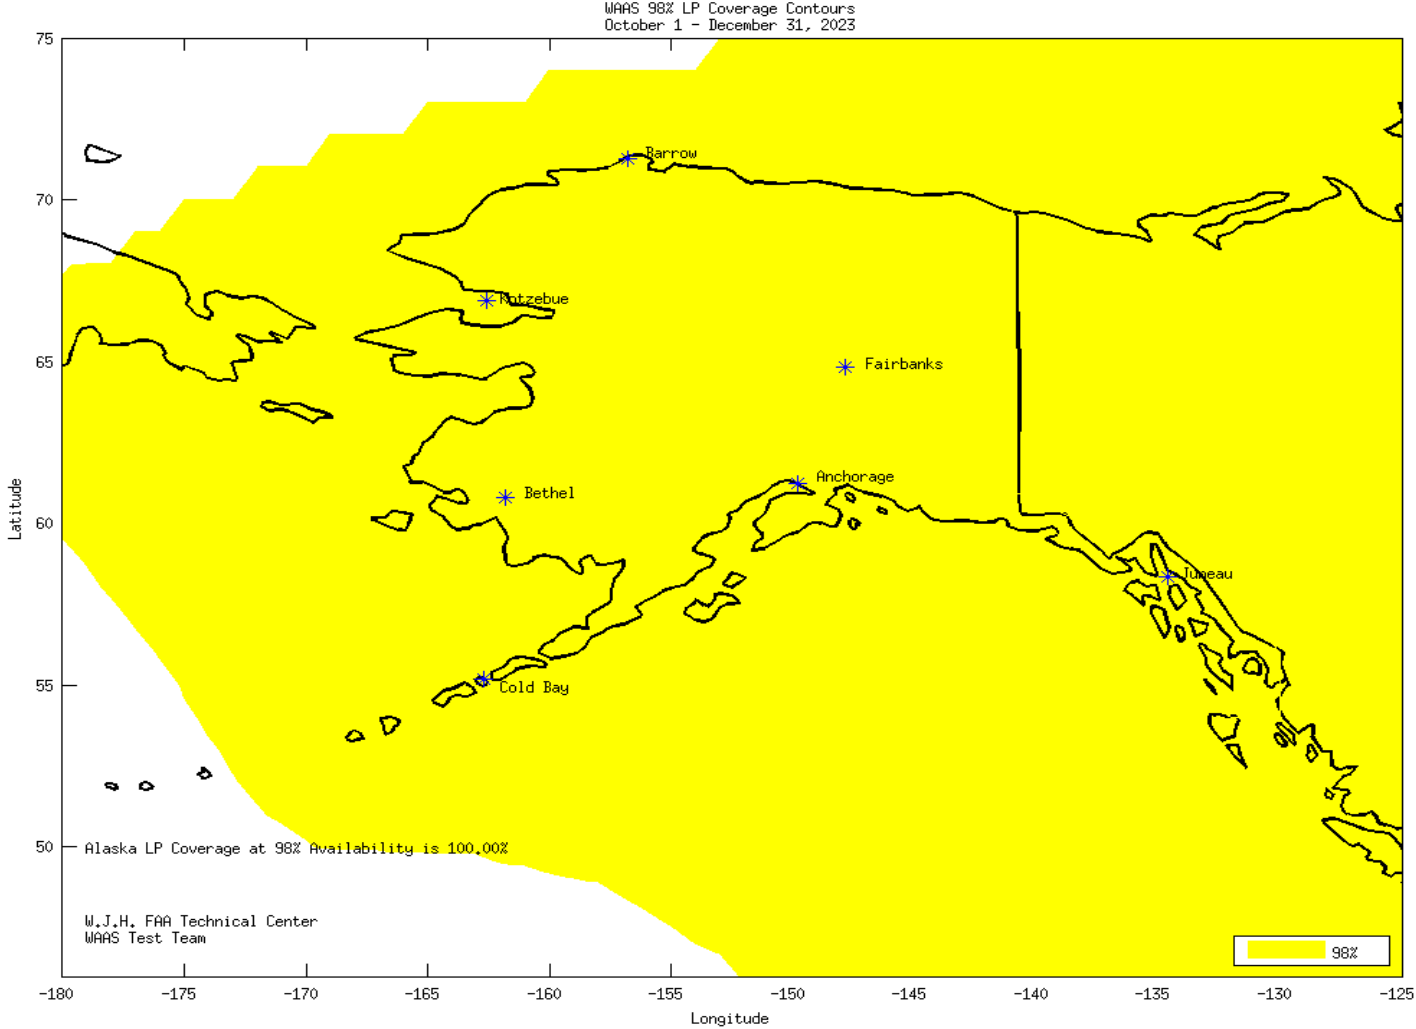 WAAS 98% LP Coverage Contours
October 1 - December 31, 2023
75
70
65
60
55
50
Latitude
Barrow
Kotzebue
Fairbanks
Anchorage
Bethel
Juneau
Cold Bay
Alaska LP Coverage at 98% Availability is 100.00%
W.J.H. FAA Technical Center
WAAS Test Team
98%
-180 -175 -170 -165 -160 -155 -150 -145 -140 -135 -130 -125
Longitude